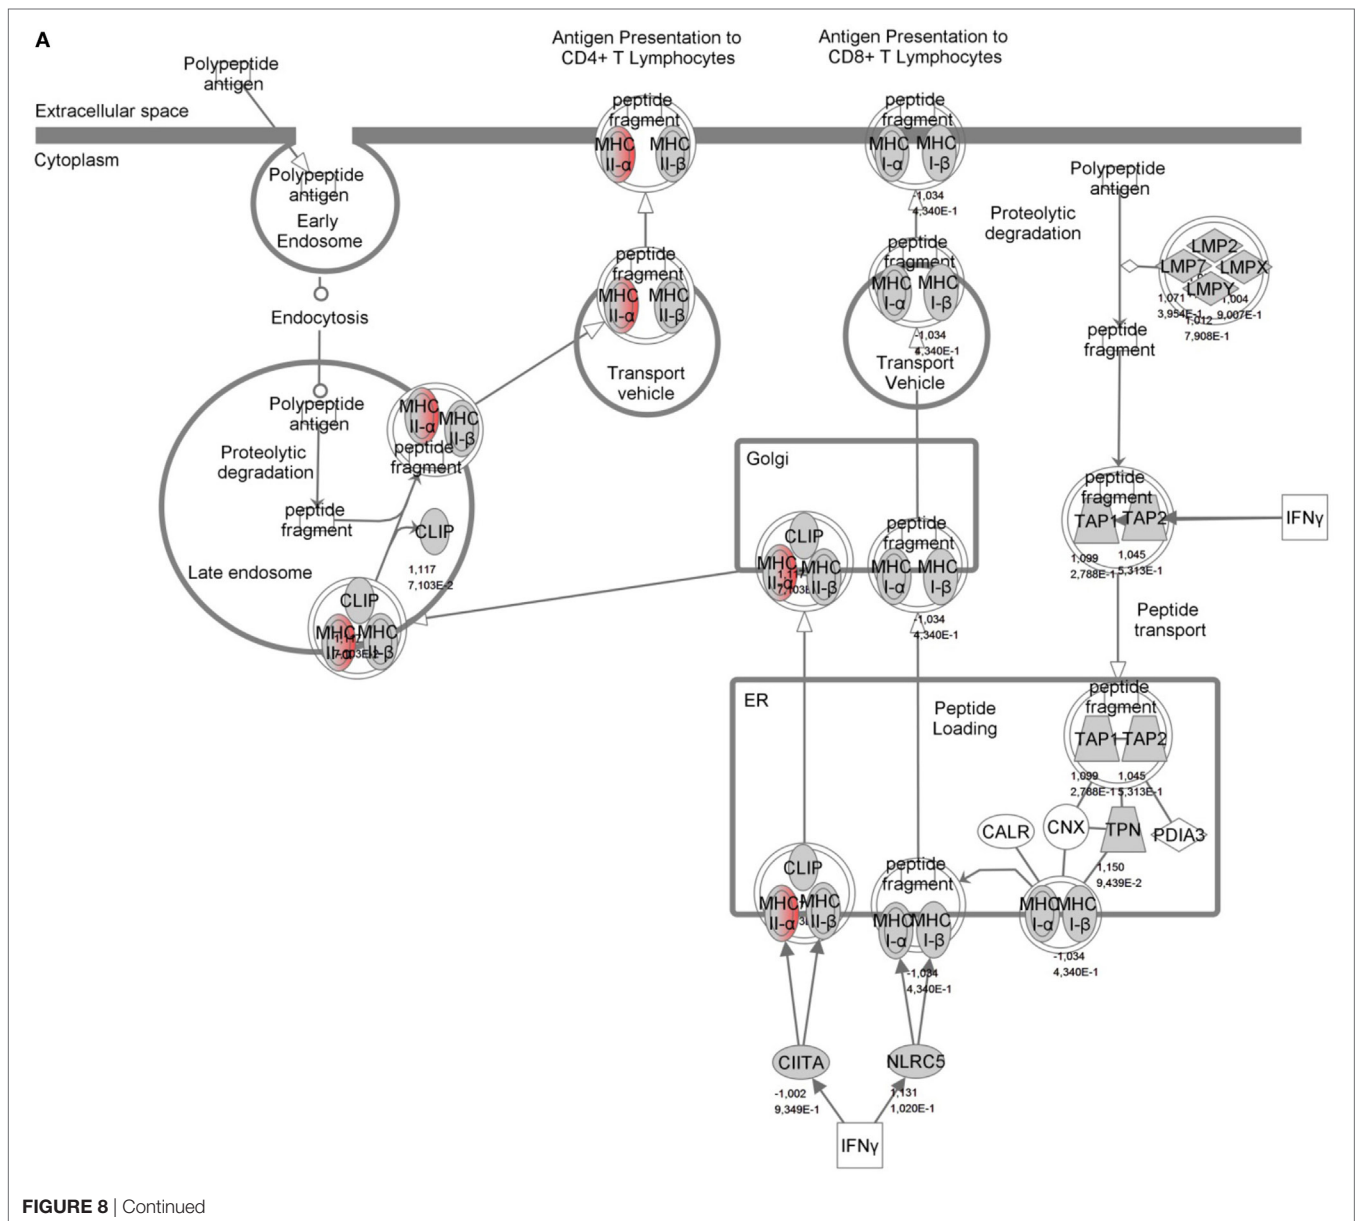 A
Antigen Presentation to
CD4+ T Lymphocytes
Antigen Presentation to
CD8+ T Lymphocytes
Polypeptide
antigen
Extracellular space
Cytoplasm
peptide
fragment
MHC
II-α
MHC
II-β
peptide
fragment
MHC
I-α
MHC
I-β
-1,034
4,340E-1
Polypeptide
antigen
Early
Endosome
Polypeptide
antigen
Proteolytic
degradation
LMP2
LMP7
LMPX
LMPY
1,071
3,954E-1
1,004
9,007E-1
1,012
7,908E-1
peptide
fragment
peptide
fragment
MHC
II-α
MHC
II-β
Transport
vehicle
peptide
fragment
MHC
I-α
MHC
I-β
-1,034
4,340E-1
Transport
Vehicle
Endocytosis
Polypeptide
antigen
Proteolytic
degradation
peptide
fragment
MHC
II-α
MHC
II-β
peptide
fragment
CLIP
1,117
7,103E-2
Late endosome
CLIP
MHC
II-α
MHC
II-β
Golgi
CLIP
MHC
II-α
MHC
II-β
peptide
fragment
MHC
I-α
MHC
I-β
-1,034
4,340E-1
peptide
fragment
TAP1
TAP2
IFNγ
1,099
2,788E-1
1,045
5,313E-1
Peptide
transport
ER
Peptide
Loading
peptide
fragment
TAP1
TAP2
1,099
2,788E-1
1,045
5,313E-1
CALR
CNX
TPN
PDIA3
1,150
9,439E-2
CLIP
MHC
II-α
MHC
II-β
peptide
fragment
MHC
I-α
MHC
I-β
-1,034
4,340E-1
MHC
I-α
MHC
I-β
-1,034
4,340E-1
CIITA
-1,002
9,349E-1
NLRC5
1,131
1,020E-1
IFNγ
FIGURE 8 | Continued